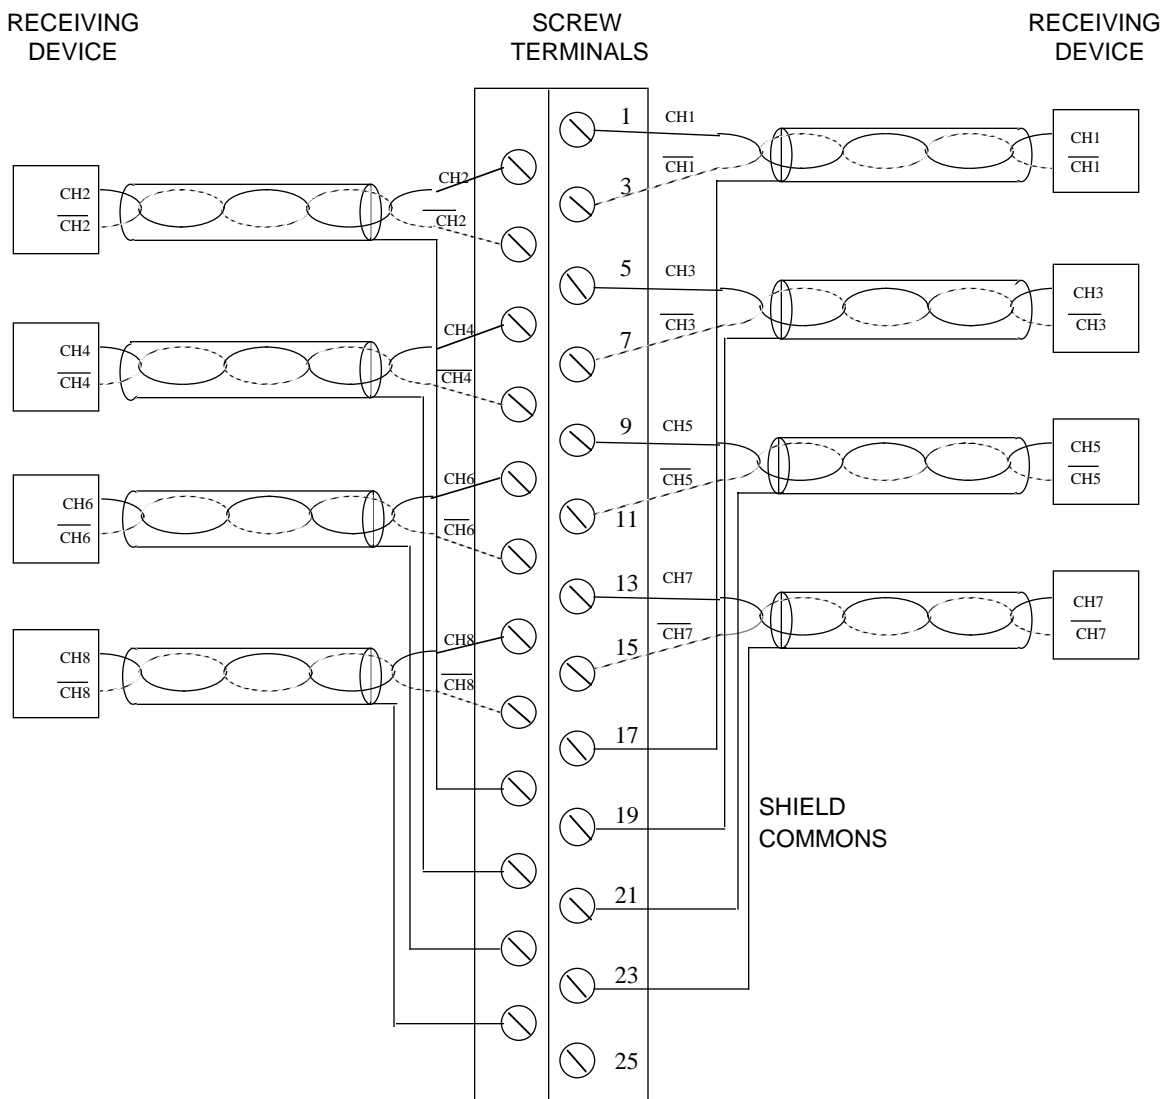 RECEIVING
DEVICE
SCREW
TERMINALS
RECEIVING
DEVICE
1
CH1
CH1
3
CH1
CH1
CH2
CH2
CH2
CH2
5
CH3
CH3
7
CH3
CH3
CH4
CH4
CH4
CH4
9
CH5
CH5
11
CH5
CH5
CH6
CH6
CH6
CH6
13
CH7
CH7
15
CH7
CH7
CH8
CH8
CH8
CH8
17
19
21
23
25
SHIELD
COMMONS